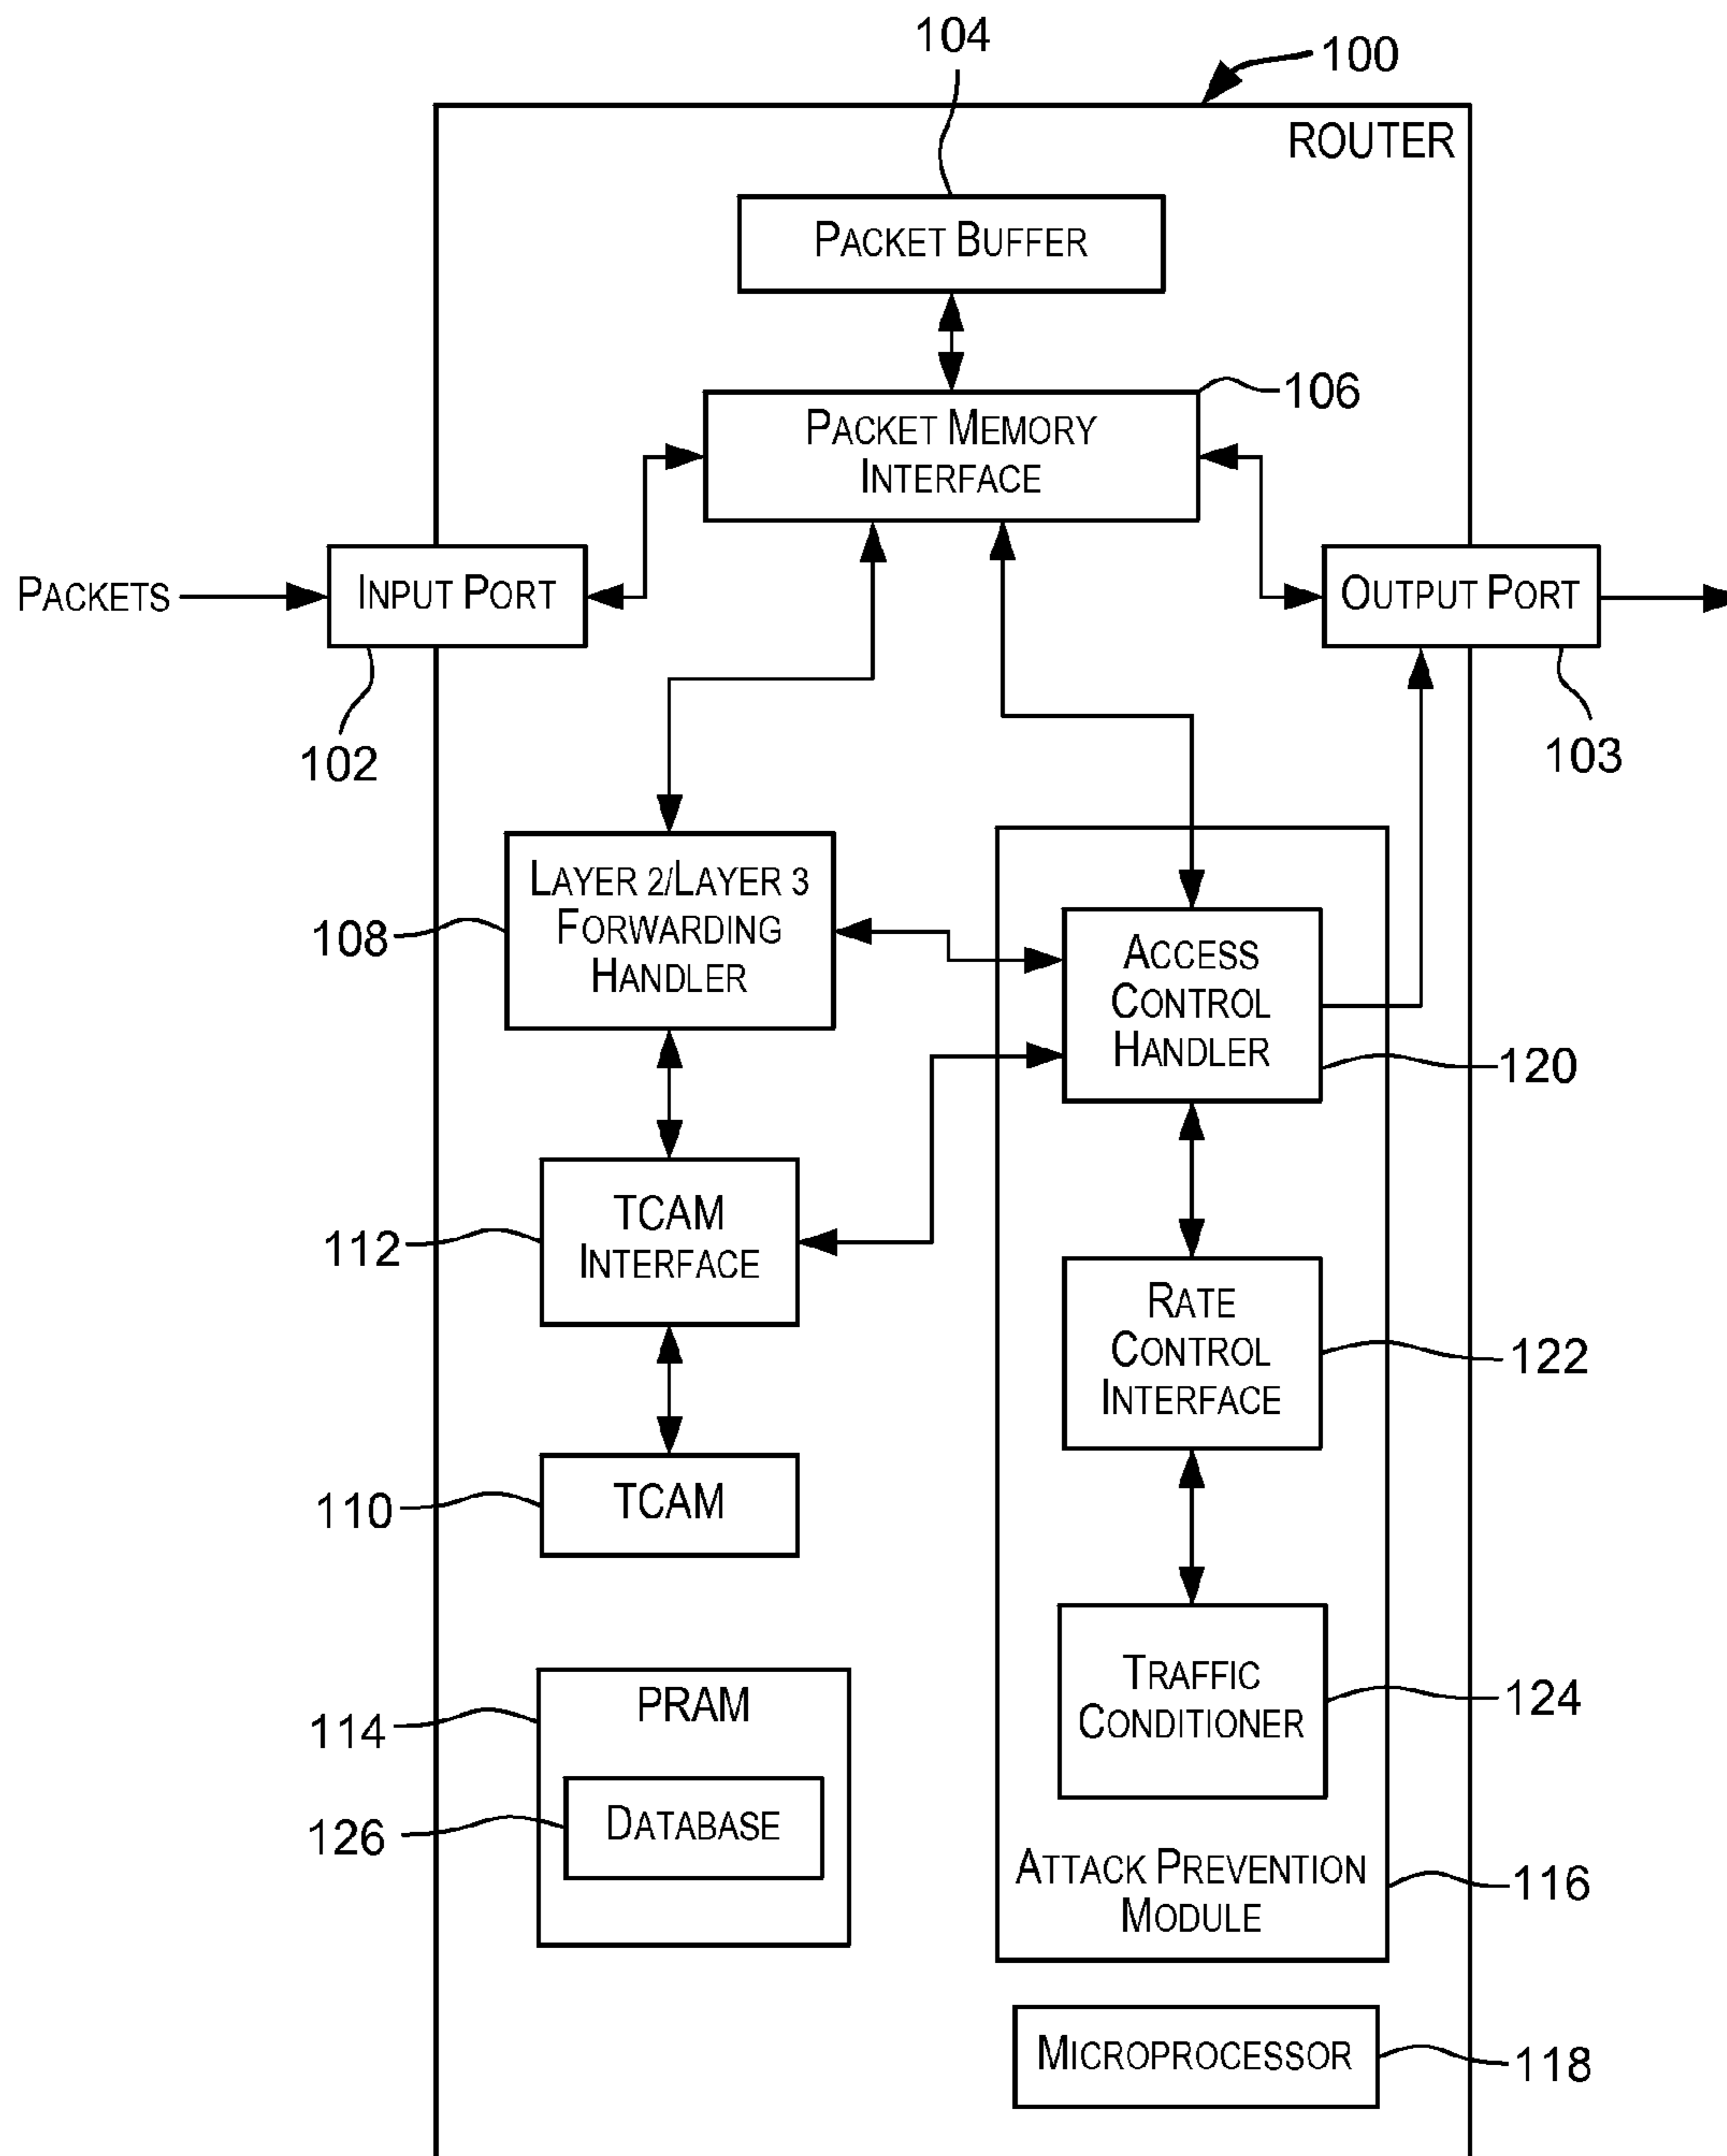 104
100
ROUTER
PACKET BUFFER
106
PACKET MEMORY
INTERFACE
PACKETS
INPUT PORT
OUTPUT PORT
102
103
LAYER 2/LAYER 3
FORWARDING
HANDLER
108
ACCESS
CONTROL
HANDLER
120
TCAM
INTERFACE
112
RATE
CONTROL
INTERFACE
122
TCAM
110
TRAFFIC
CONDITIONER
124
PRAM
114
DATABASE
126
ATTACK PREVENTION
MODULE
116
MICROPROCESSOR
118